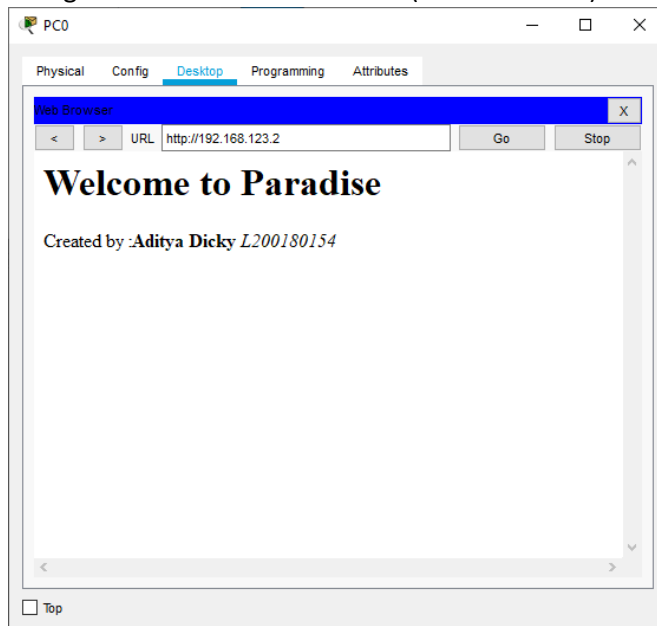 PC0
Physical Config Desktop Programming Attributes
Web Browser X
< > URL http://192.168.123.2 Go Stop
Welcome to Paradise
Created by :Aditya Dicky L200180154
Top